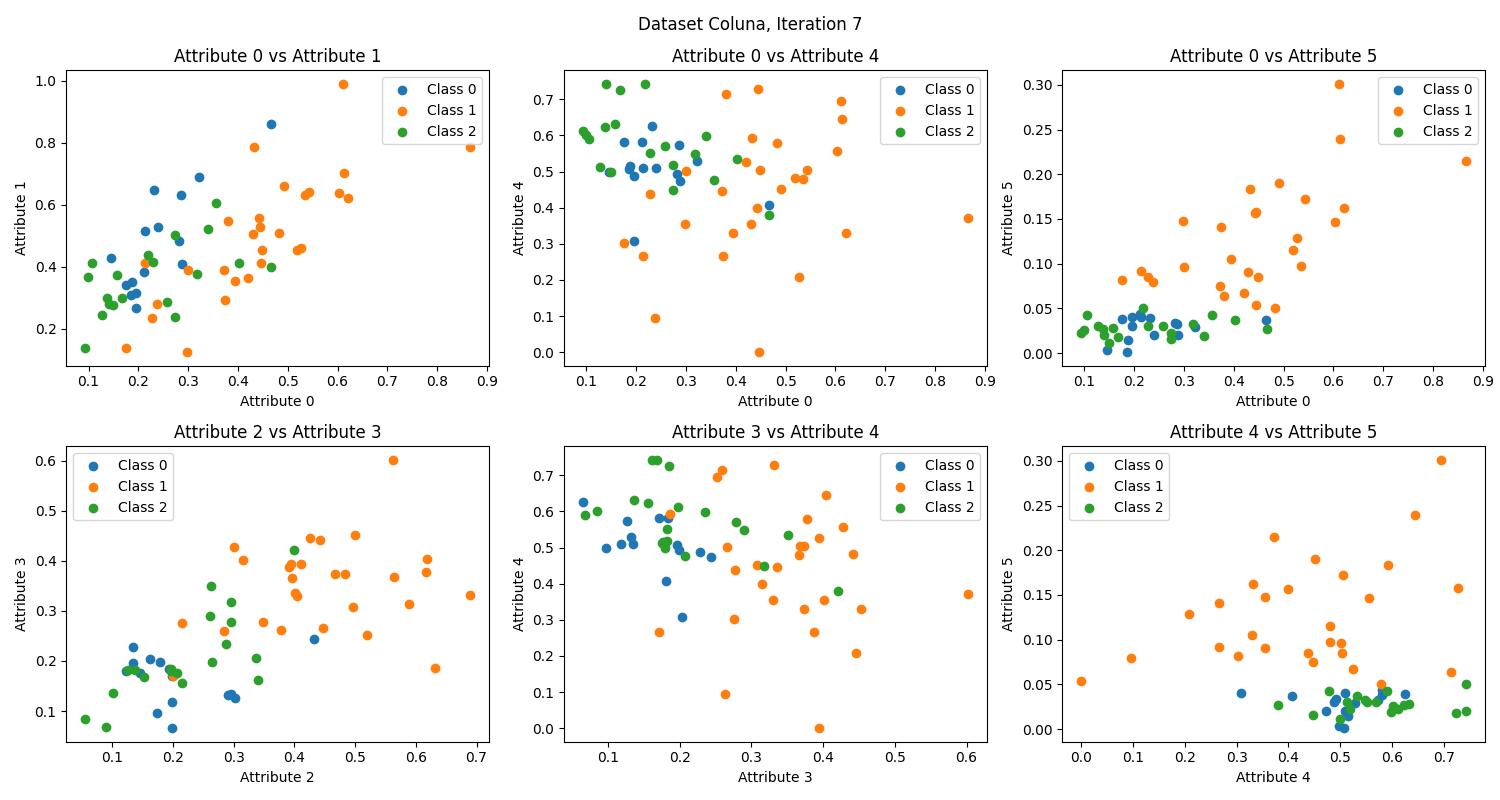 Dataset Coluna, Iteration 7
Attribute 0 vs Attribute 1
Class 0
Class 1
Class 2
1.0
0.8
0.6
0.4
0.2
Attribute 1
0.1 0.2 0.3 0.4 0.5 0.6 0.7 0.8 0.9
Attribute 0
Attribute 0 vs Attribute 4
Class 0
Class 1
Class 2
0.7
0.6
0.5
0.4
0.3
0.2
0.1
0.0
Attribute 4
0.1 0.2 0.3 0.4 0.5 0.6 0.7 0.8 0.9
Attribute 0
Attribute 0 vs Attribute 5
Class 0
Class 1
Class 2
0.30
0.25
0.20
0.15
0.10
0.05
0.00
Attribute 5
0.1 0.2 0.3 0.4 0.5 0.6 0.7 0.8 0.9
Attribute 0
Attribute 2 vs Attribute 3
Class 0
Class 1
Class 2
0.6
0.5
0.4
0.3
0.2
0.1
Attribute 3
0.1 0.2 0.3 0.4 0.5 0.6 0.7
Attribute 2
Attribute 3 vs Attribute 4
Class 0
Class 1
Class 2
0.7
0.6
0.5
0.4
0.3
0.2
0.1
0.0
Attribute 4
0.1 0.2 0.3 0.4 0.5 0.6
Attribute 3
Attribute 4 vs Attribute 5
Class 0
Class 1
Class 2
0.30
0.25
0.20
0.15
0.10
0.05
0.00
Attribute 5
0.0 0.1 0.2 0.3 0.4 0.5 0.6 0.7
Attribute 4